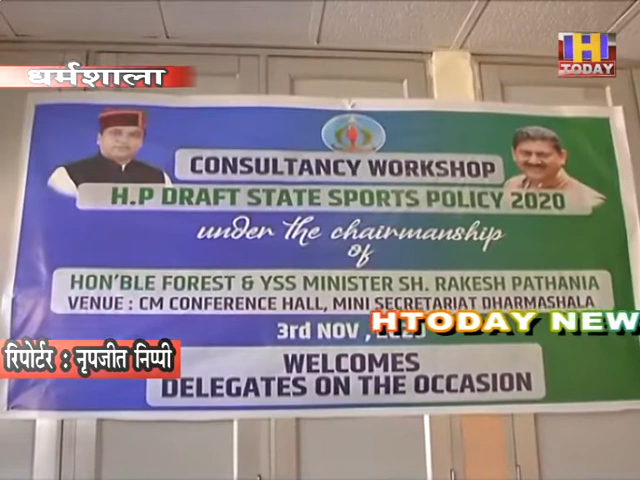 H
TODAY
धर्मशाला
CONSULTANCY WORKSHOP
H.P DRAFT STATE SPORTS POLICY 2020
under the chairmanship
of
HON'BLE FOREST & YSS MINISTER SH. RAKESH PATHANIA
VENUE : CM CONFERENCE HALL, MINI SECRETARIAT DHARMASHALA
HTODAY NEW
3rd NOV ,
रिपोर्टर : नृपजीत निप्पी
WELCOMES
DELEGATES ON THE OCCASION